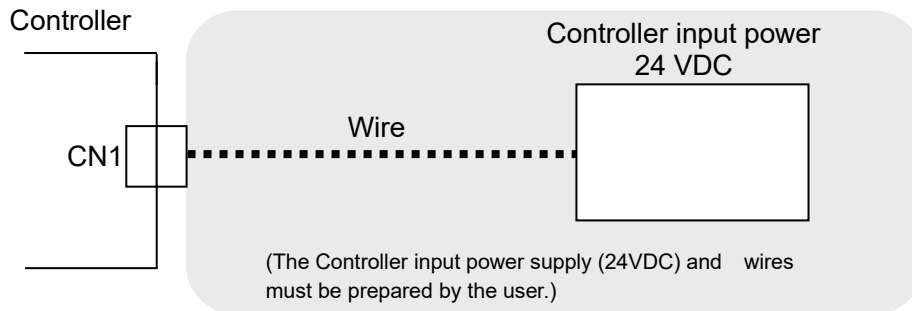 Controller
Controller input power
24 VDC
Wire
CN1
(The Controller input power supply (24VDC) and wires
must be prepared by the user.)